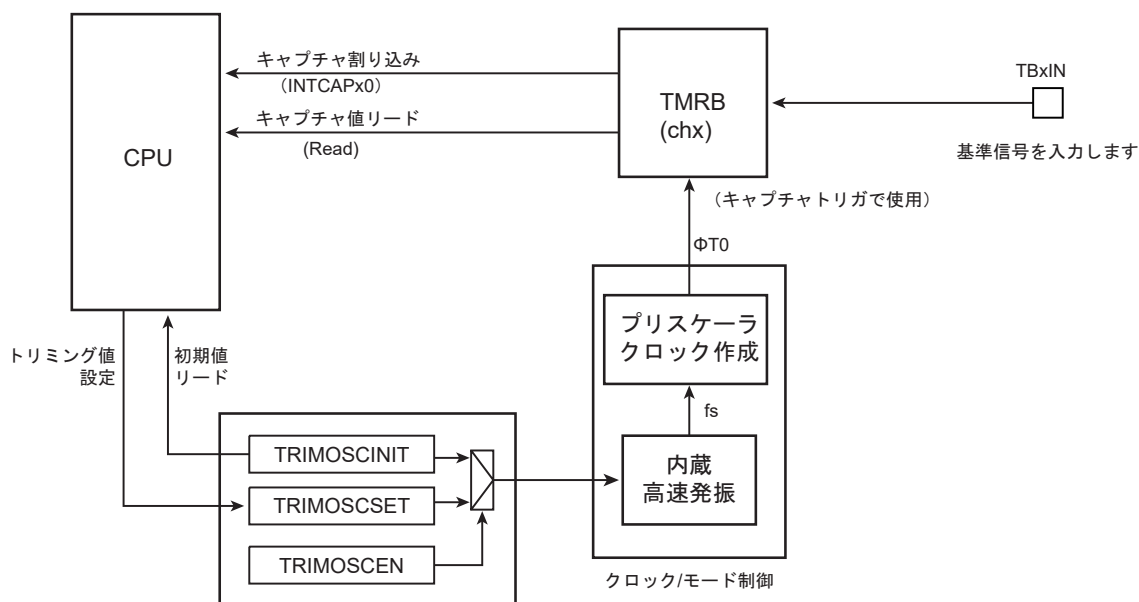 キャプチャ割り込み
（INTCAPx0）
キャプチャ値リード
(Read)
CPU
TMRB
(chx)
TBxIN
基準信号を入力します
（キャプチャトリガで使用）
ΦT0
プリスケーラ
クロック作成
fs
内蔵
高速発振
クロック/モード制御
トリミング値
設定
初期値
リード
TRIMOSCINIT
TRIMOSCSET
TRIMOSCEN